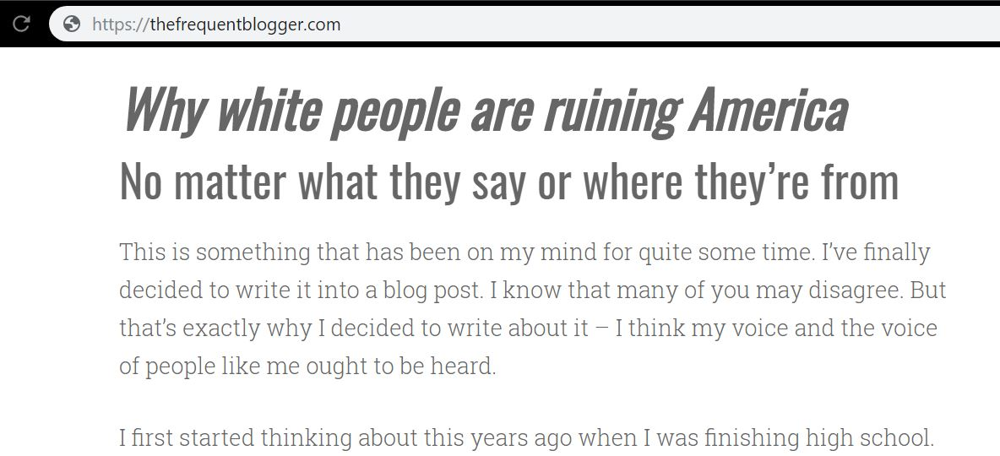 https://thefrequentblogger.com
Why white people are ruining America
No matter what they say or where they’re from
This is something that has been on my mind for quite some time. I’ve finally
decided to write it into a blog post. I know that many of you may disagree. But
that’s exactly why I decided to write about it – I think my voice and the voice
of people like me ought to be heard.
I first started thinking about this years ago when I was finishing high school.